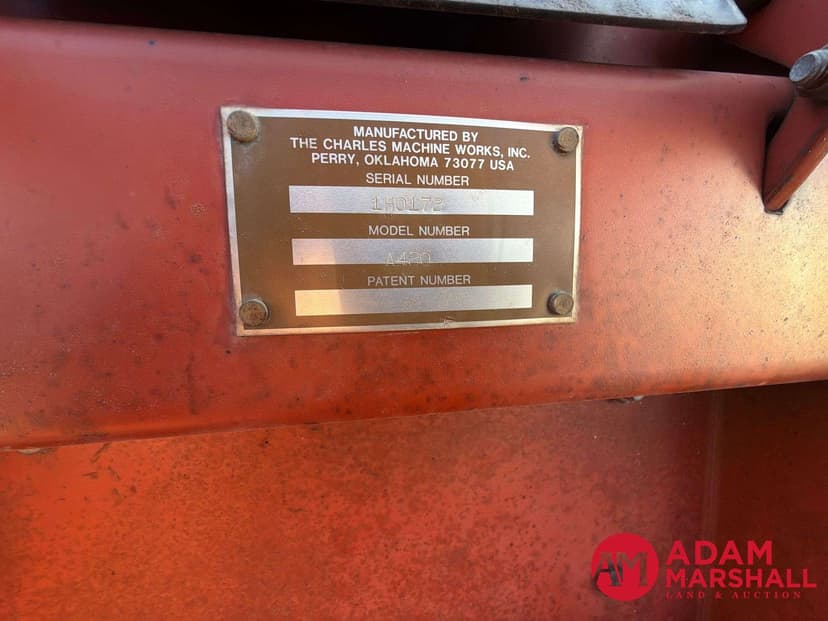 MANUFACTURED BY
THE CHARLES MACHINE WORKS, INC.
PERRY, OKLAHOMA 73077 USA
SERIAL NUMBER
MODEL NUMBER
A420
PATENT NUMBER
AM ADAM
MARSHALL
LAND & AUCTION